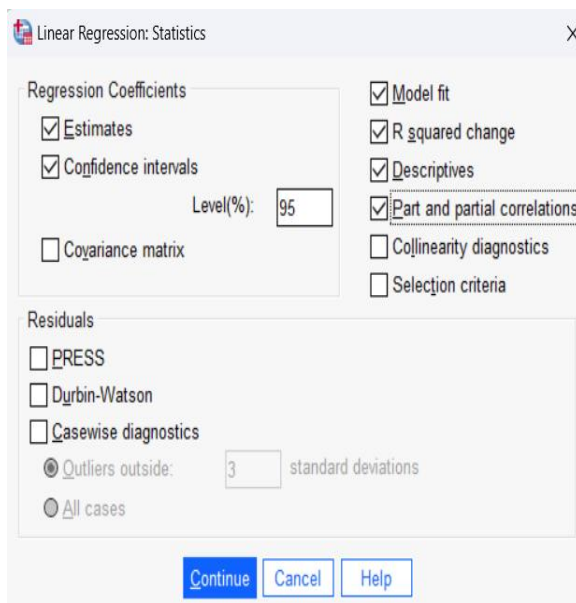 Linear Regression: Statistics
Regression Coefficients
Estimates
Confidence intervals
Level(%): 95
Covariance matrix
Model fit
R squared change
Descriptives
Part and partial correlations
Collinearity diagnostics
Selection criteria
Residuals
PRESS
Durbin-Watson
Casewise diagnostics
Outliers outside: 3 standard deviations
All cases
Continue Cancel Help